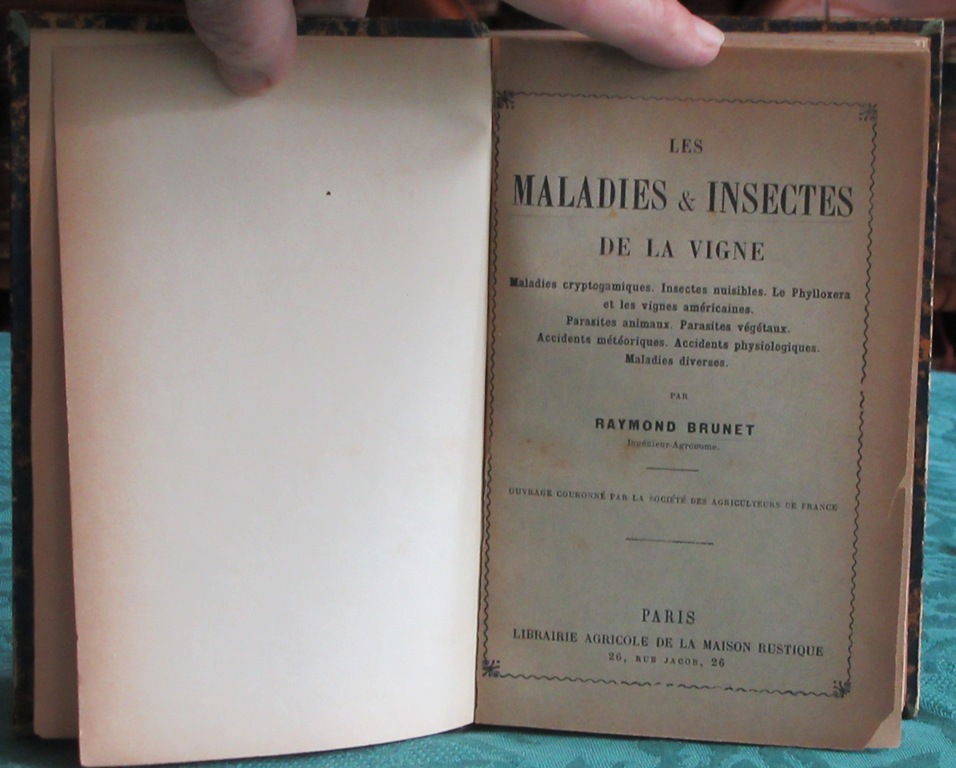 LES
MALADIES & INSECTES
DE LA VIGNE
Maladies cryptogamiques. Insectes nuisibles. Le Phylloxera
et les vignes américaines.
Parasites animaux. Parasites végétaux.
Accidents météoriques. Accidents physiologiques.
Maladies diverses.
PAR
RAYMOND BRUNET
Ingénieur-Agronome.
OUVRAGE COURONNÉ PAR LA SOCIÉTÉ DES AGRICULTEURS DE FRANCE
PARIS
LIBRAIRIE AGRICOLE DE LA MAISON RUSTIQUE
26, RUE JACOB, 26